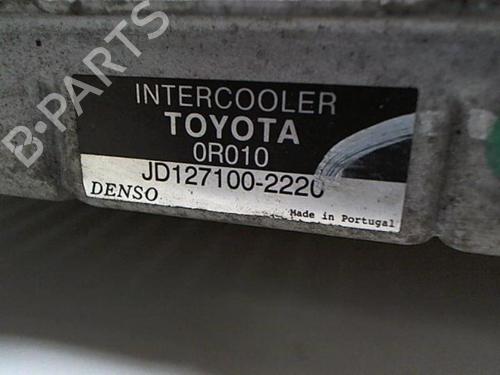 B-PARTS
INTERCOOLER
TOYOTA
0R010
JD127100-2220
DENSO
Made in Portugal